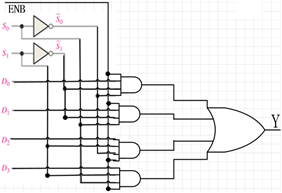 ENB
S₀ S̄₀
S₁ S̄₁
D₀
D₁
D₂
D₃
Y